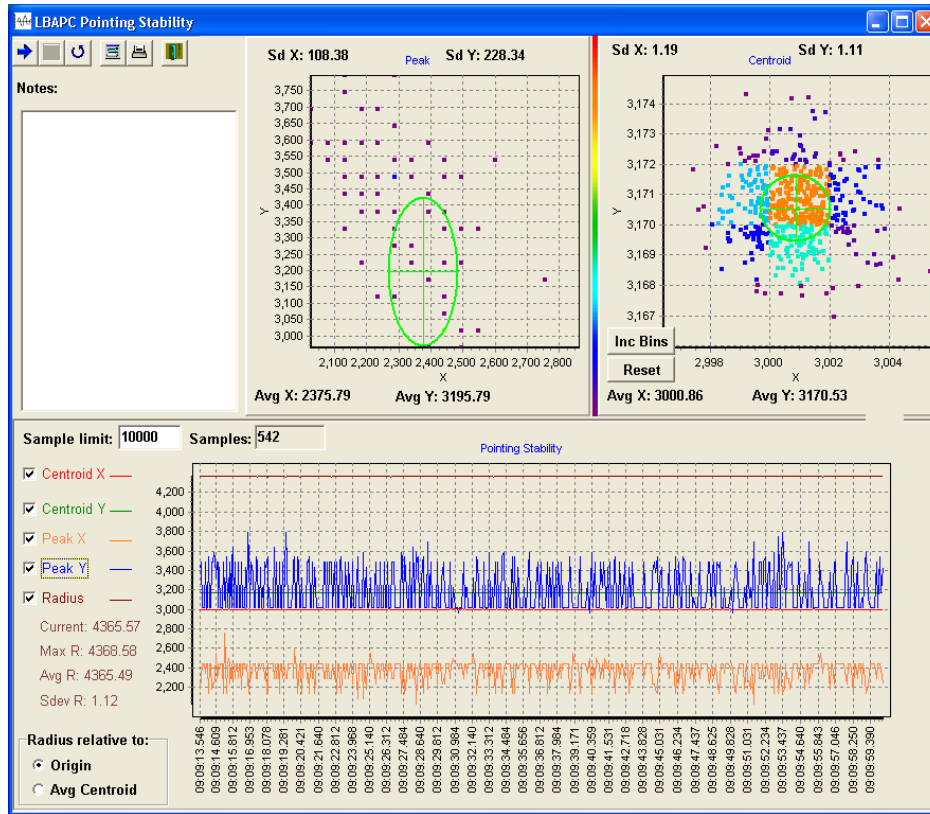 LBAPC Pointing Stability
Notes:
Sd X: 108.38
Peak
Sd Y: 228.34
Y
3,750
3,700
3,650
3,600
3,550
3,500
3,450
3,400
3,350
3,300
3,250
3,200
3,150
3,100
3,050
3,000
2,100 2,200 2,300 2,400 2,500 2,600 2,700 2,800
X
Avg X: 2375.79
Avg Y: 3195.79
Sd X: 1.19
Sd Y: 1.11
Centroid
Y
3,174
3,173
3,172
3,171
3,170
3,169
3,168
3,167
Inc Bins
Reset
2,998 3,000 3,002 3,004
X
Avg X: 3000.86
Avg Y: 3170.53
Sample limit: 10000
Samples: 542
Pointing Stability
Centroid X
Centroid Y
Peak X
Peak Y
Radius
Current: 4365.57
Max R: 4368.58
Avg R: 4365.49
Sdev R: 1.12
Radius relative to:
Origin
Avg Centroid
4,200
4,000
3,800
3,600
3,400
3,200
3,000
2,800
2,600
2,400
2,200
09:09:13.546
09:09:14.609
09:09:15.812
09:09:16.953
09:09:18.078
09:09:19.281
09:09:20.421
09:09:21.640
09:09:22.812
09:09:23.968
09:09:25.140
09:09:26.312
09:09:27.484
09:09:28.640
09:09:29.812
09:09:30.984
09:09:32.140
09:09:33.312
09:09:34.484
09:09:35.656
09:09:36.812
09:09:37.984
09:09:39.171
09:09:40.359
09:09:41.531
09:09:42.718
09:09:43.828
09:09:45.031
09:09:46.234
09:09:47.437
09:09:48.625
09:09:49.828
09:09:51.031
09:09:52.234
09:09:53.437
09:09:54.640
09:09:55.843
09:09:57.046
09:09:58.250
09:09:59.390